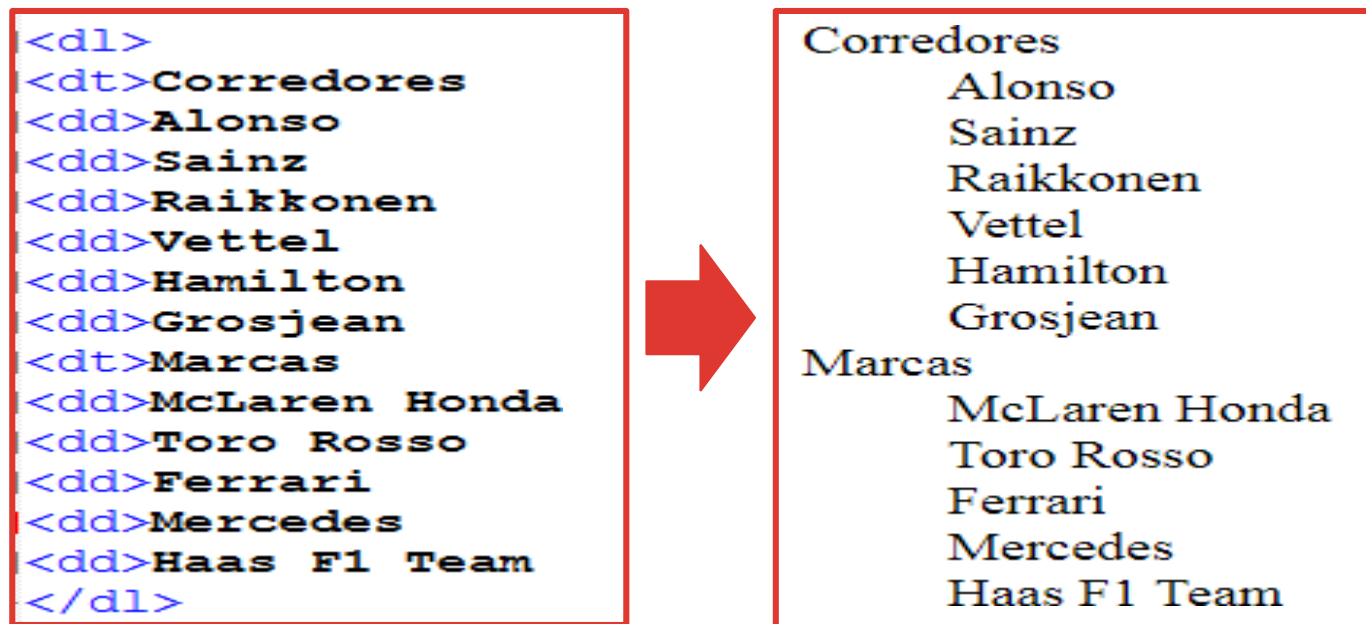 <dl>
<dt>Corredores
<dd>Alonso
<dd>Sainz
<dd>Raikkonen
<dd>Vettel
<dd>Hamilton
<dd>Grosjean
<dt>Marcas
<dd>McLaren Honda
<dd>Toro Rosso
<dd>Ferrari
<dd>Mercedes
<dd>Haas F1 Team
</dl>
Corredores
Alonso
Sainz
Raikkonen
Vettel
Hamilton
Grosjean
Marcas
McLaren Honda
Toro Rosso
Ferrari
Mercedes
Haas F1 Team